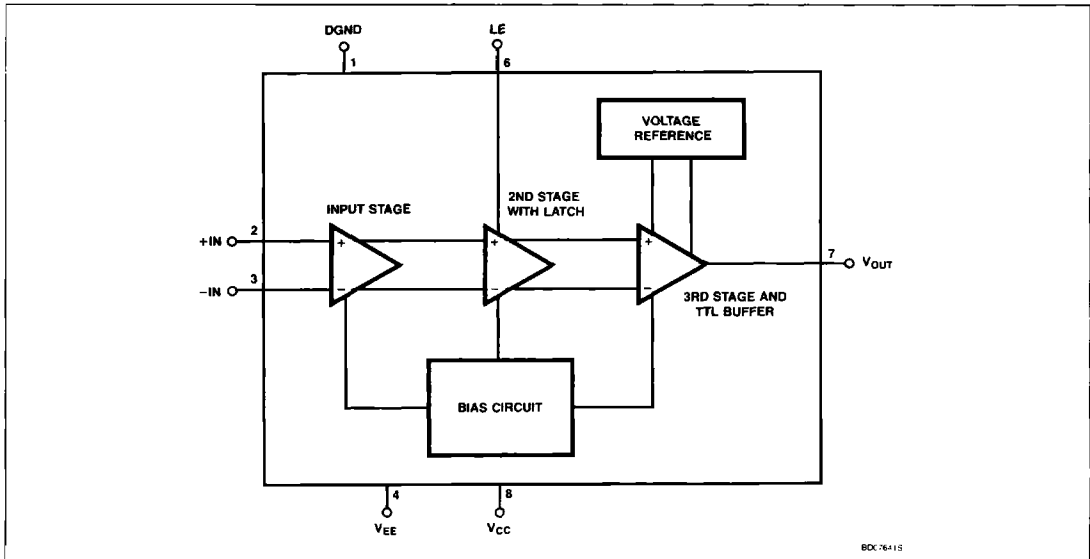 DGND
LE
1
6
VOLTAGE
REFERENCE
2ND STAGE
WITH LATCH
INPUT STAGE
+IN
2
+
+
+
7
VOUT
-IN
3
-
-
-
3RD STAGE AND
TTL BUFFER
BIAS CIRCUIT
4
8
VEE
VCC